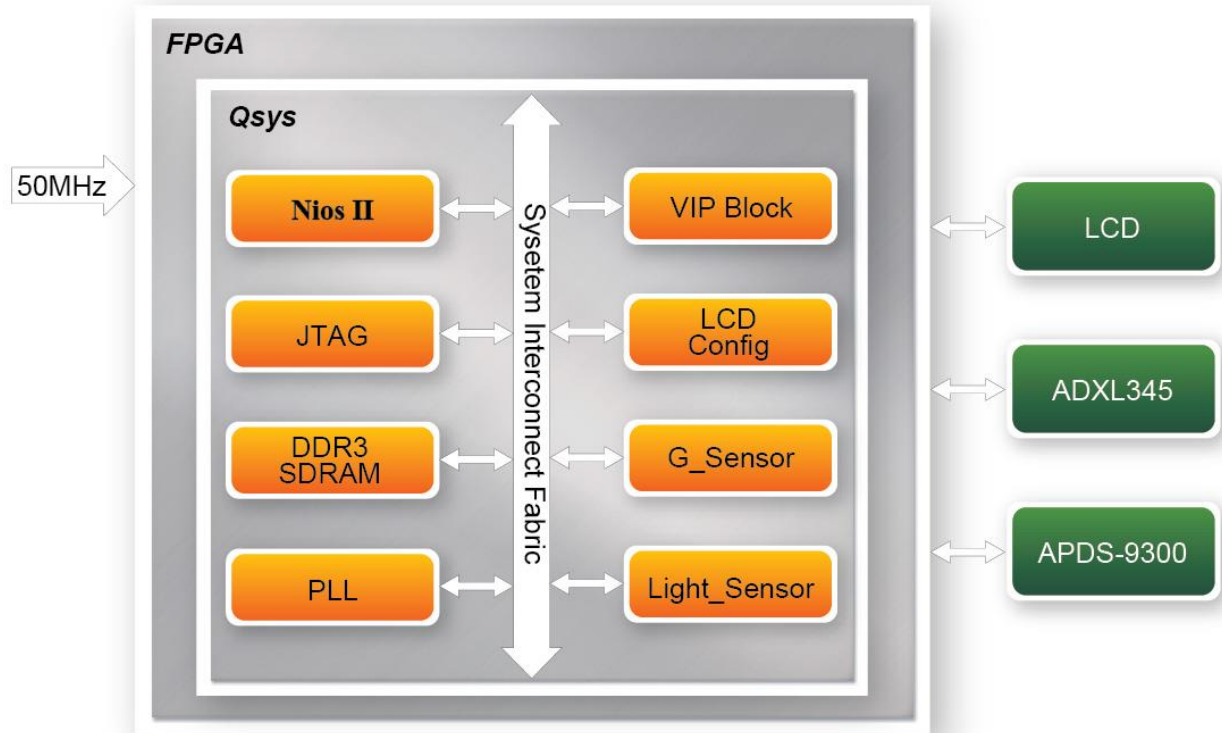 FPGA
Qsys
50MHz
Nios II
JTAG
DDR3
SDRAM
PLL
Sysetem Interconnect Fabric
VIP Block
LCD
Config
G_Sensor
Light_Sensor
LCD
ADXL345
APDS-9300